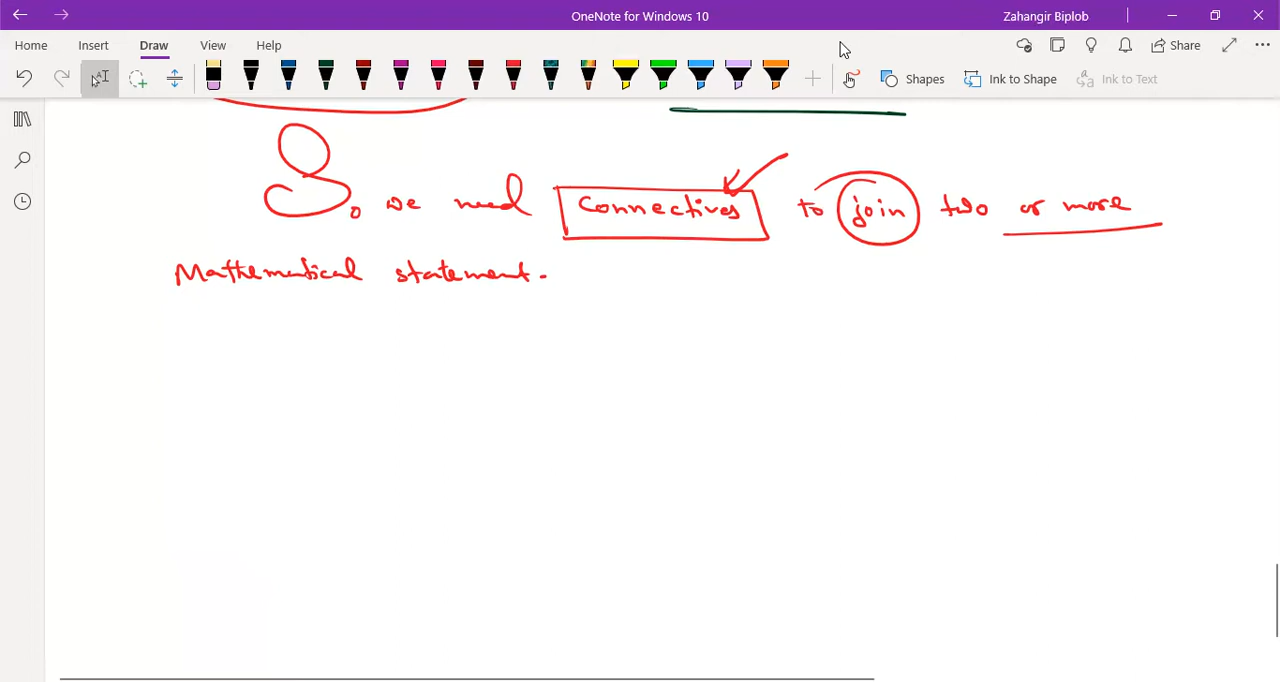 OneNote for Windows 10
Zahangir Biplob
Home Insert Draw View Help
Share
Shapes Ink to Shape Ink to Text
So we need Connectives to join two or more
Mathematical statement.